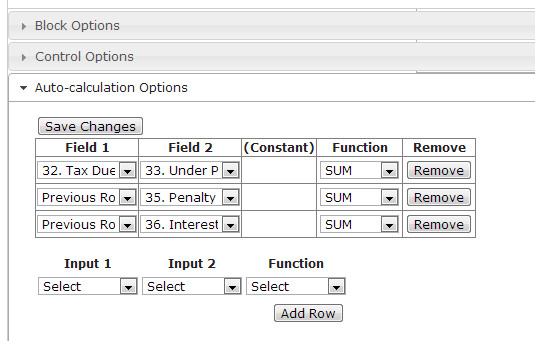 Block Options
Control Options
Auto-calculation Options
Save Changes
Field 1 Field 2 (Constant) Function Remove
32. Tax Due 33. Under P SUM Remove
Previous Ro 35. Penalty SUM Remove
Previous Ro 36. Interest SUM Remove
Input 1 Input 2 Function
Select Select Select
Add Row